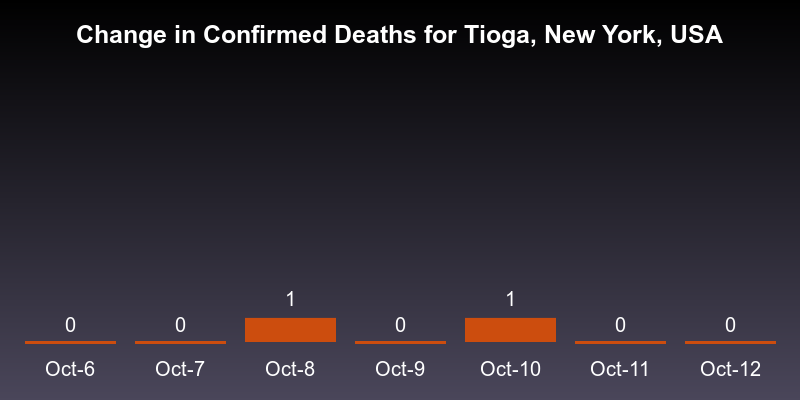 Change in Confirmed Deaths for Tioga, New York, USA
0 0 1 0 1 0 0
Oct-6 Oct-7 Oct-8 Oct-9 Oct-10 Oct-11 Oct-12